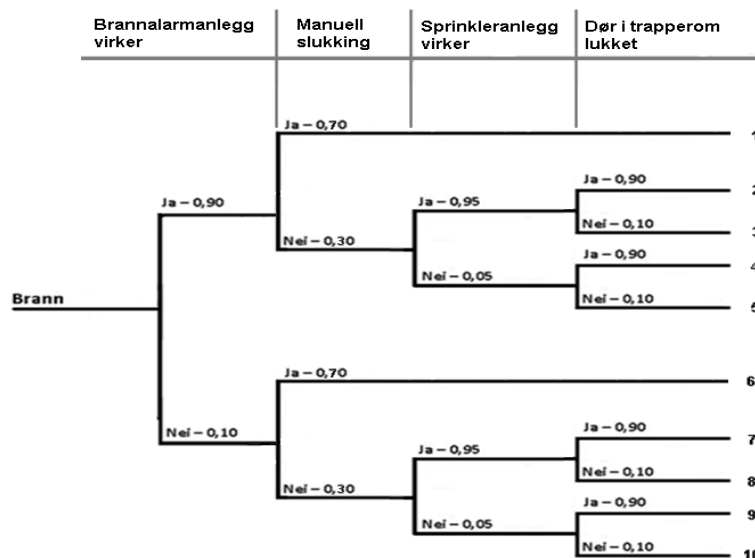 Brannalarmanlegg
virker
Manuell
slukking
Sprinkleranlegg
virker
Dør i trapperom
lukket
Ja – 0,70
1
Ja – 0,90
2
Ja – 0,90
Ja – 0,95
Nei – 0,10
3
Nei – 0,30
Ja – 0,90
4
Nei – 0,05
Nei – 0,10
5
Brann
Ja – 0,70
6
Ja – 0,90
7
Nei – 0,10
Ja – 0,95
Nei – 0,10
8
Nei – 0,30
Ja – 0,90
9
Nei – 0,05
Nei – 0,10
10